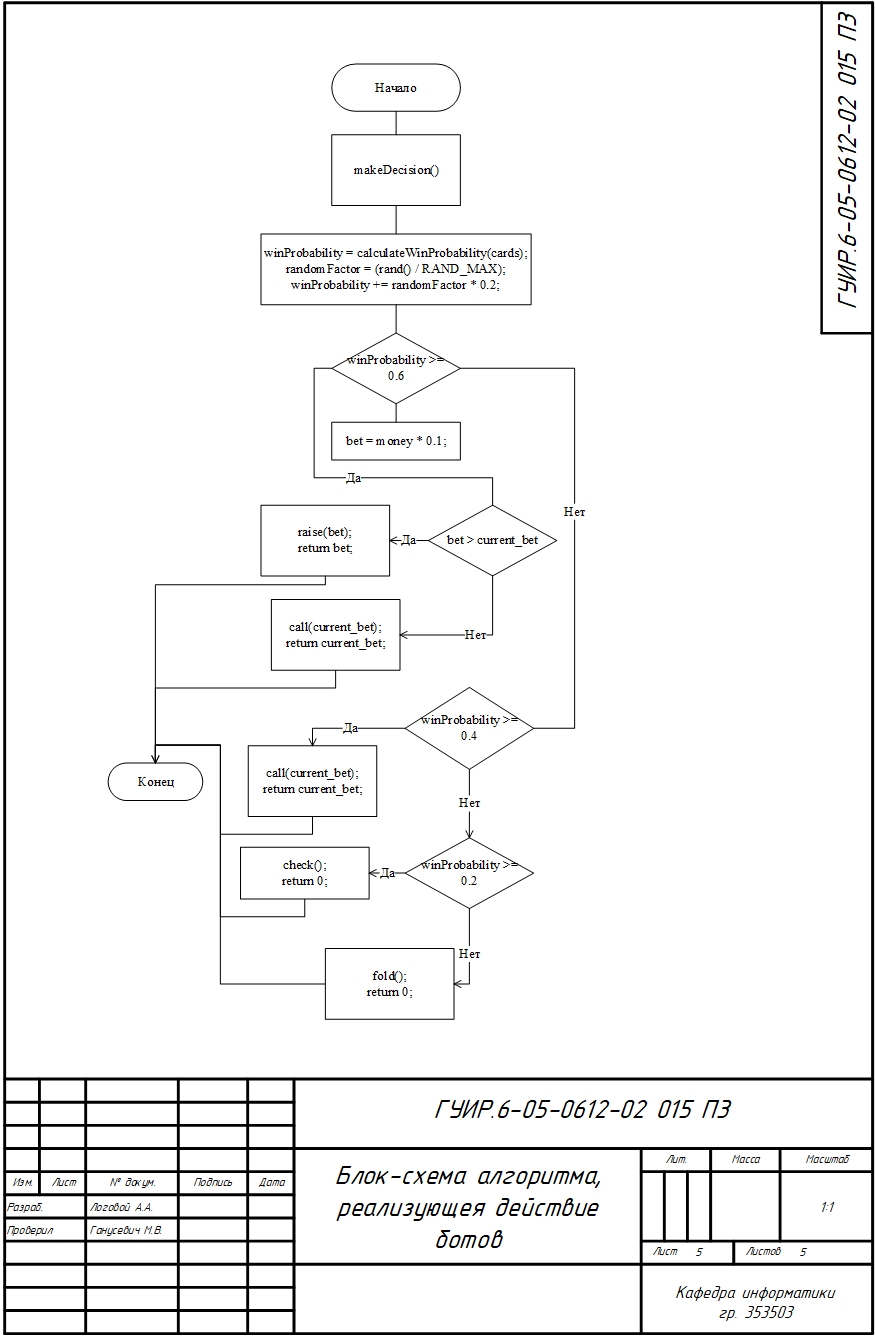 ГУИР.6-05-0612-02 015 ПЗ
Начало
makeDecision()
winProbability = calculateWinProbability(cards);
randomFactor = (rand() / RAND_MAX);
winProbability += randomFactor * 0.2;
winProbability >=
0.6
bet = money * 0.1;
Да
Нет
raise(bet);
return bet;
Да
bet > current_bet
call(current_bet);
return current_bet;
Нет
Да
winProbability >=
0.4
Конец
call(current_bet);
return current_bet;
Нет
check();
return 0;
Да
winProbability >=
0.2
Нет
fold();
return 0;
ГУИР.6-05-0612-02 015 ПЗ
Изм. Лист № докум. Подпись Дата
Разраб. Логовой А.А.
Проверил Ганусевич М.В.
Блок-схема алгоритма,
реализующея действие
ботов
Лит. Масса Масштаб
1:1
Лист 5 Листов 5
Кафедра информатики
гр. 353503